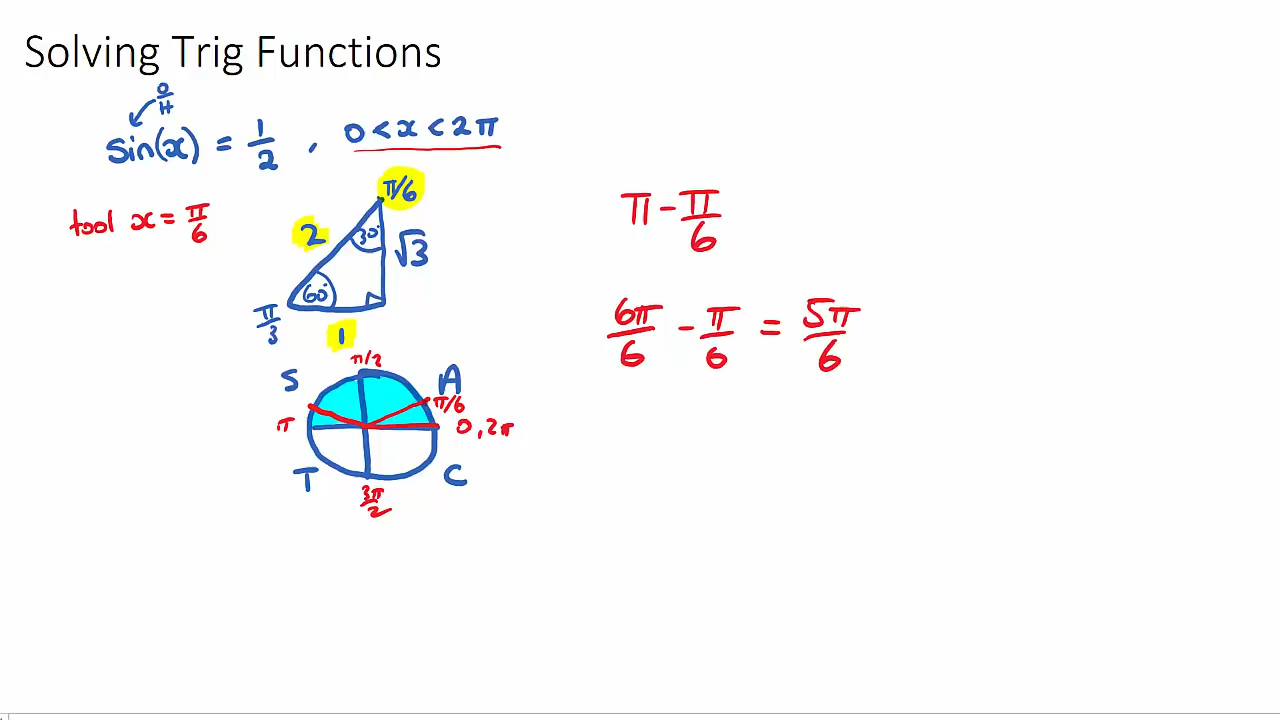 Solving Trig Functions
O/H
sin(x) = 1/2 , 0 < x < 2π
tool x = π/6
π/6
2
30°
√3
60°
π/3
1
π - π/6
6π/6 - π/6 = 5π/6
π/2
S
A
π/6
π
0, 2π
T
C
3π/2